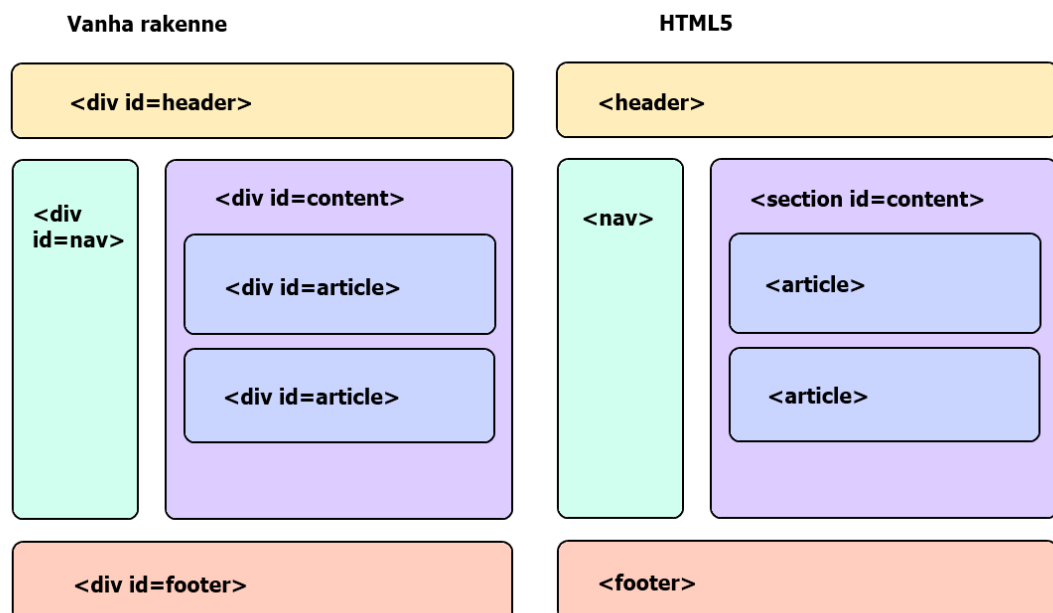 Vanha rakenne
<div id=header>
<div
id=nav>
<div id=content>
<div id=article>
<div id=article>
<div id=footer>
HTML5
<header>
<nav>
<section id=content>
<article>
<article>
<footer>